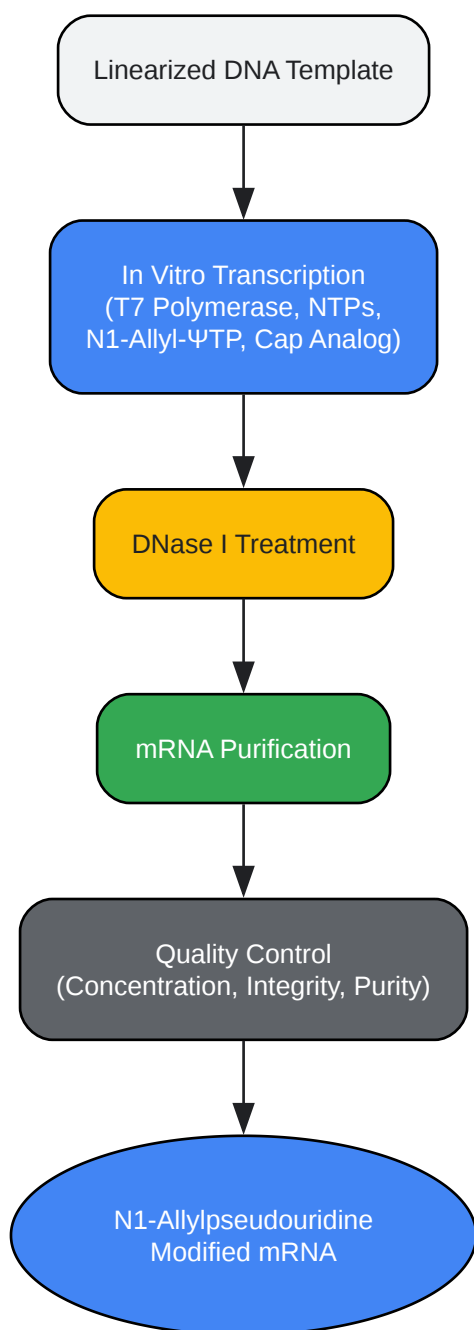 Linearized DNA Template
In Vitro Transcription
(T7 Polymerase, NTPs,
N1-Allyl-ΨTP, Cap Analog)
DNase I Treatment
mRNA Purification
Quality Control
(Concentration, Integrity, Purity)
N1-Allylpseudouridine
Modified mRNA